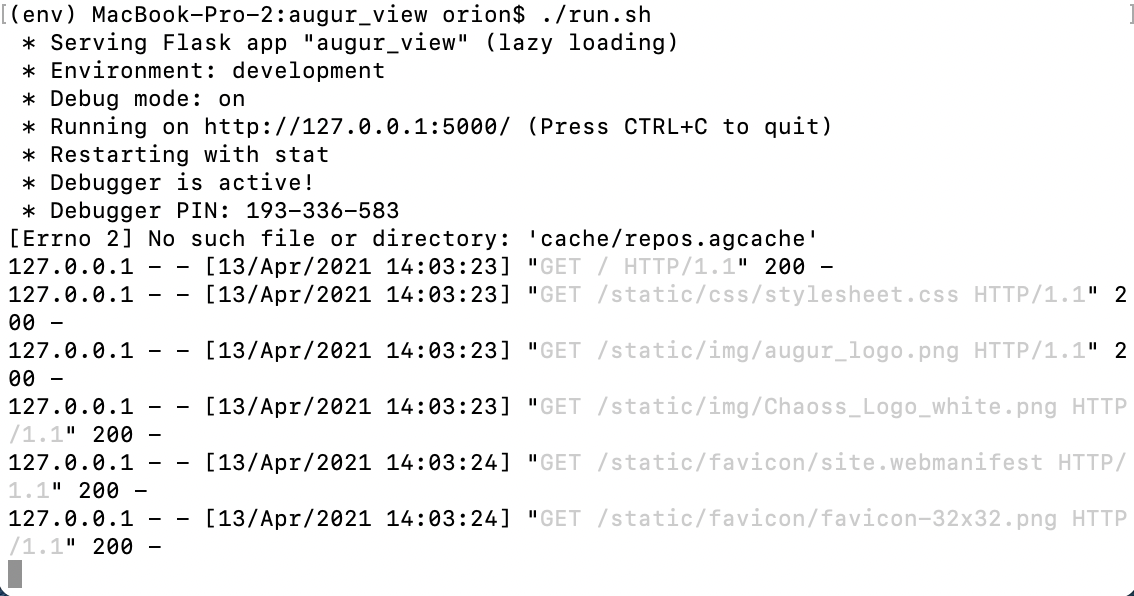 [(env) MacBook-Pro-2:augur_view orion$ ./run.sh ]
 * Serving Flask app "augur_view" (lazy loading)
 * Environment: development
 * Debug mode: on
 * Running on http://127.0.0.1:5000/ (Press CTRL+C to quit)
 * Restarting with stat
 * Debugger is active!
 * Debugger PIN: 193-336-583
[Errno 2] No such file or directory: 'cache/repos.agcache'
127.0.0.1 - - [13/Apr/2021 14:03:23] "GET / HTTP/1.1" 200 -
127.0.0.1 - - [13/Apr/2021 14:03:23] "GET /static/css/stylesheet.css HTTP/1.1" 2
00 -
127.0.0.1 - - [13/Apr/2021 14:03:23] "GET /static/img/augur_logo.png HTTP/1.1" 2
00 -
127.0.0.1 - - [13/Apr/2021 14:03:23] "GET /static/img/Chaoss_Logo_white.png HTTP
/1.1" 200 -
127.0.0.1 - - [13/Apr/2021 14:03:24] "GET /static/favicon/site.webmanifest HTTP/
1.1" 200 -
127.0.0.1 - - [13/Apr/2021 14:03:24] "GET /static/favicon/favicon-32x32.png HTTP
/1.1" 200 -